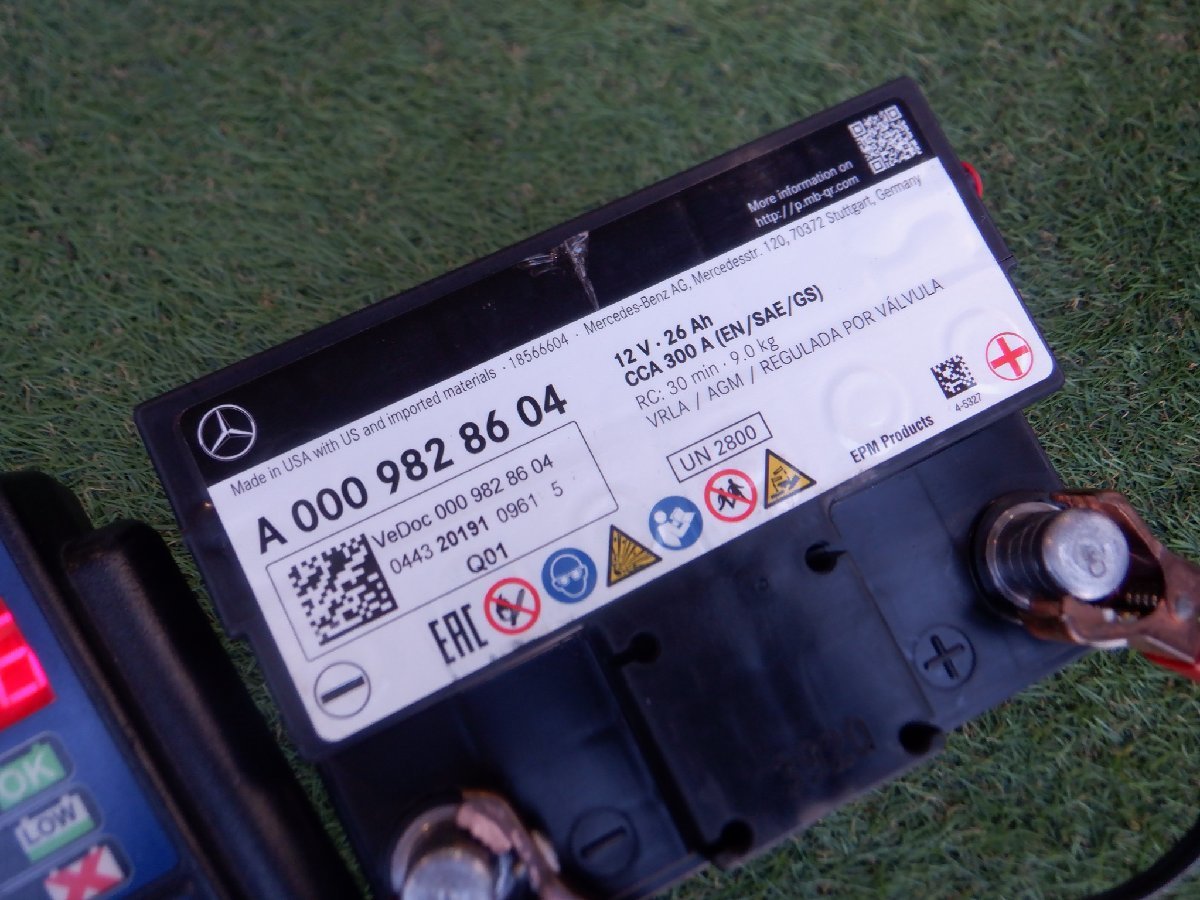 More information on
http://p.mb-qr.com
Made in USA with US and imported materials · 18566604 · Mercedes-Benz AG, Mercedesstr. 120, 70372 Stuttgart, Germany
A 000 982 86 04
12 V · 26 Ah
CCA 300 A (EN/SAE/GS)
RC: 30 min · 9.0 kg
VRLA / AGM / REGULADA POR VÁLVULA
VeDoc 000 982 86 04
0443 20191 0961 5
Q01
UN 2800
EPM Products
4-5327
EAC
OK
LOW